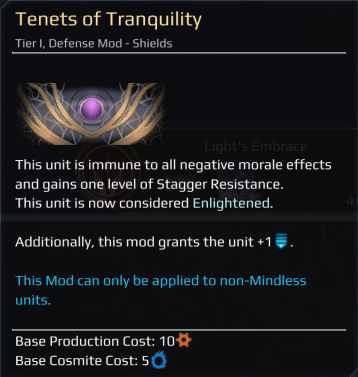 Tenets of Tranquility
Tier I, Defense Mod - Shields
Light's Embrace
This unit is immune to all negative morale effects
and gains one level of Stagger Resistance.
This unit is now considered Enlightened.
Additionally, this mod grants the unit +1 .
This Mod can only be applied to non-Mindless
units.
Base Production Cost: 10
Base Cosmite Cost: 5